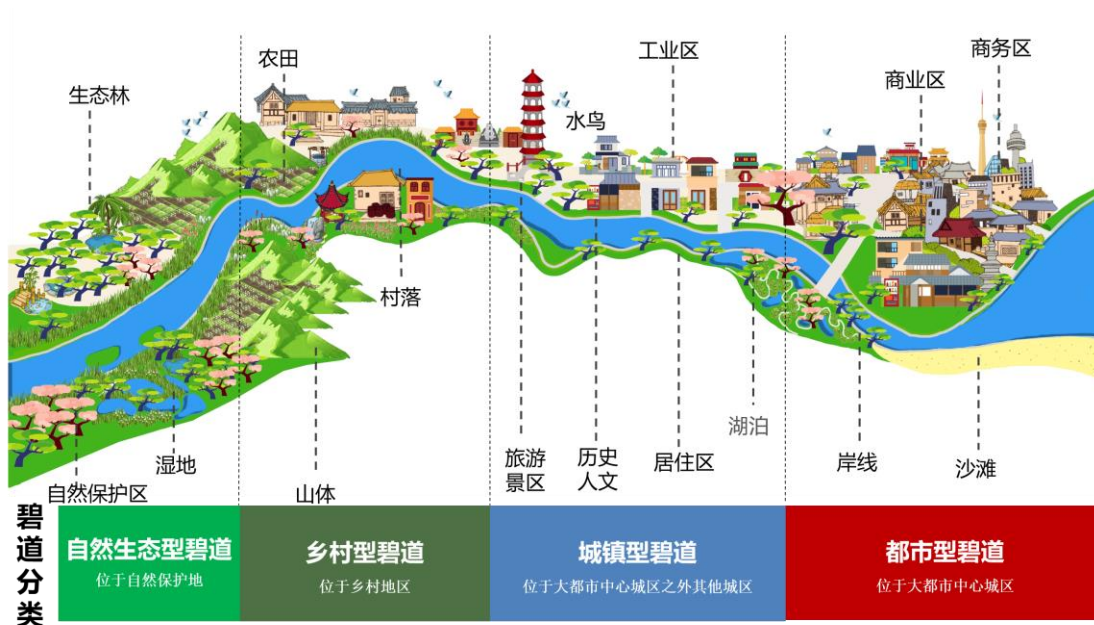 商务区
工业区
农田
商业区
生态林
水鸟
村落
湖泊
旅游
景区
历史
人文
居住区
岸线
沙滩
湿地
自然保护区
山体
碧道分类
自然生态型碧道
位于自然保护地
乡村型碧道
位于乡村地区
城镇型碧道
位于大都市中心城区之外其他城区
都市型碧道
位于大都市中心城区